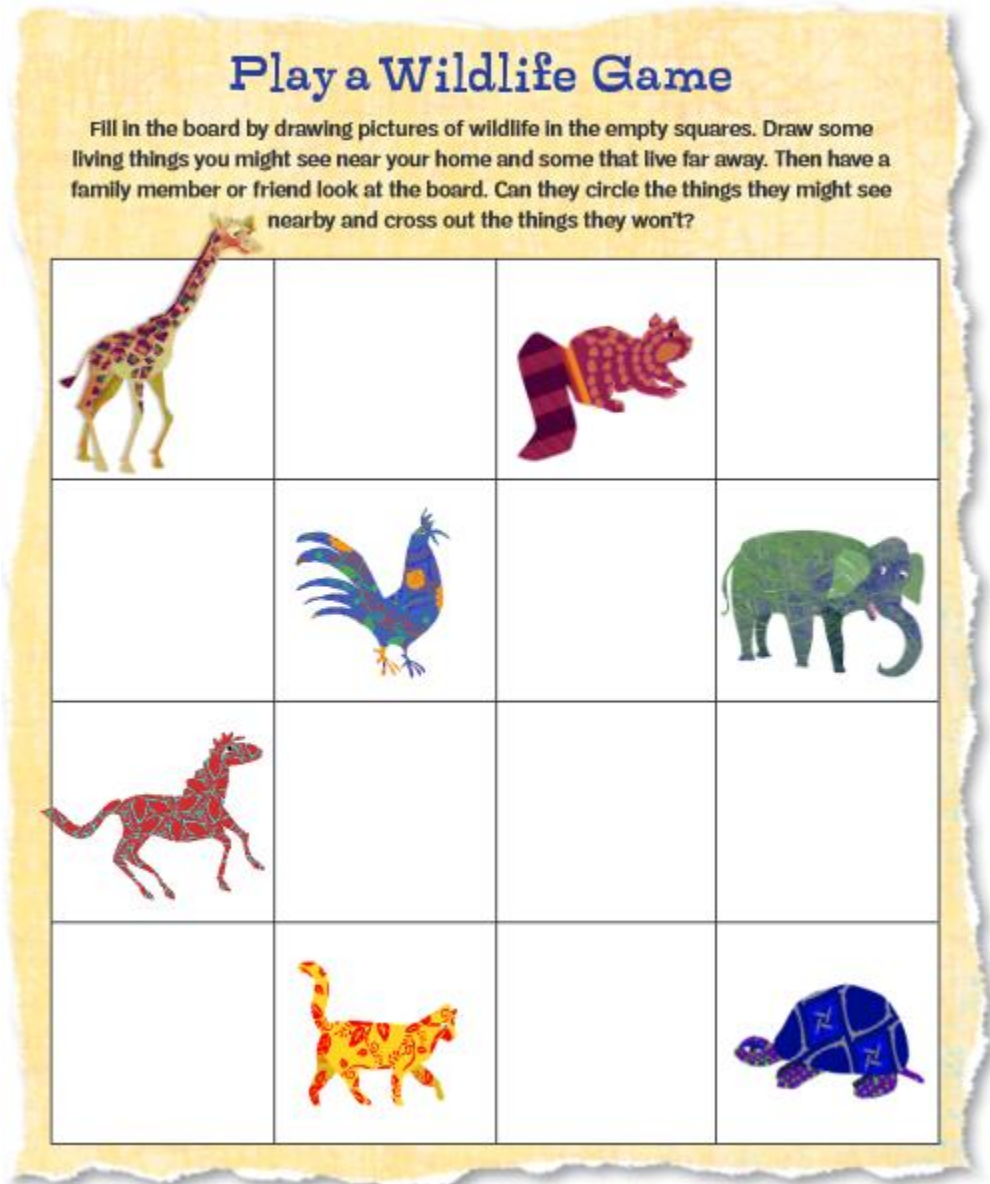 Play a Wildlife Game
Fill in the board by drawing pictures of wildlife in the empty squares. Draw some
living things you might see near your home and some that live far away. Then have a
family member or friend look at the board. Can they circle the things they might see
nearby and cross out the things they won't?